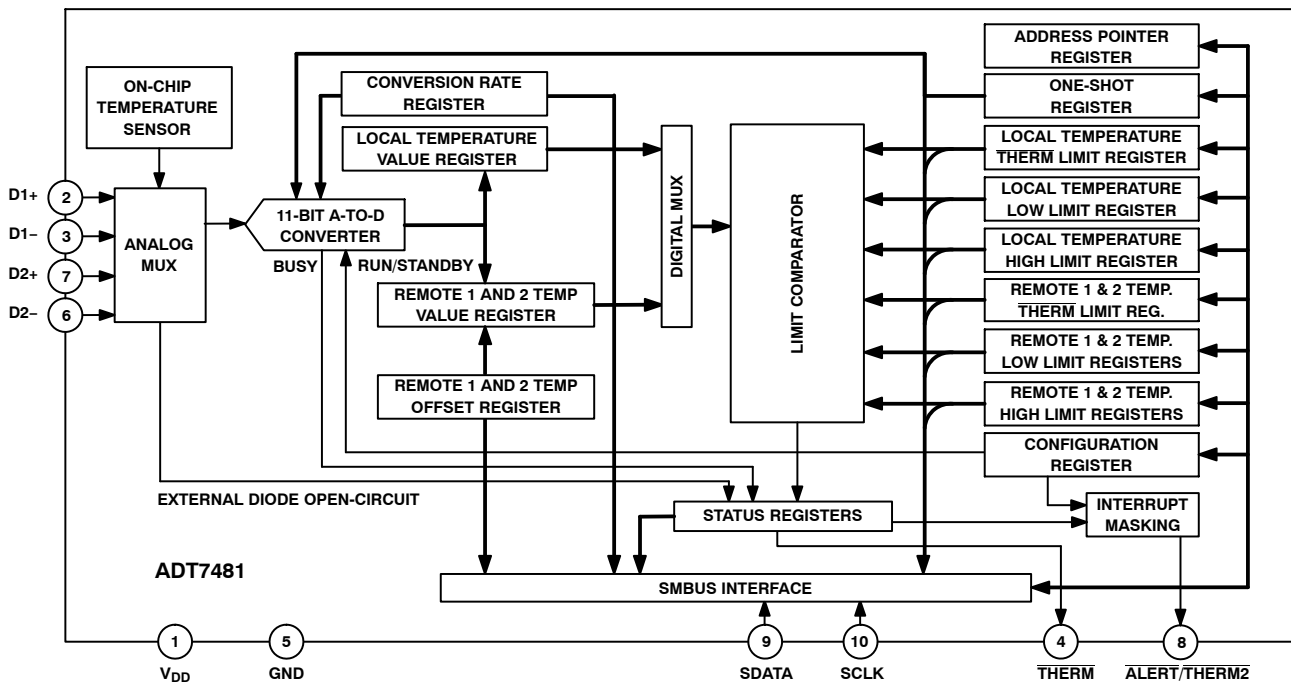 ON-CHIP
TEMPERATURE
SENSOR
CONVERSION RATE
REGISTER
LOCAL TEMPERATURE
VALUE REGISTER
ADDRESS POINTER
REGISTER
ONE-SHOT
REGISTER
LOCAL TEMPERATURE
THERM LIMIT REGISTER
LOCAL TEMPERATURE
LOW LIMIT REGISTER
LOCAL TEMPERATURE
HIGH LIMIT REGISTER
REMOTE 1 & 2 TEMP.
THERM LIMIT REG.
REMOTE 1 & 2 TEMP.
LOW LIMIT REGISTERS
REMOTE 1 & 2 TEMP.
HIGH LIMIT REGISTERS
CONFIGURATION
REGISTER
D1+
2
D1−
3
D2+
7
D2−
6
ANALOG
MUX
11-BIT A-TO-D
CONVERTER
BUSY
RUN/STANDBY
DIGITAL MUX
LIMIT COMPARATOR
REMOTE 1 AND 2 TEMP
VALUE REGISTER
REMOTE 1 AND 2 TEMP
OFFSET REGISTER
EXTERNAL DIODE OPEN-CIRCUIT
STATUS REGISTERS
INTERRUPT
MASKING
ADT7481
SMBUS INTERFACE
1
5
9
10
4
8
VDD
GND
SDATA
SCLK
THERM
ALERT/THERM2